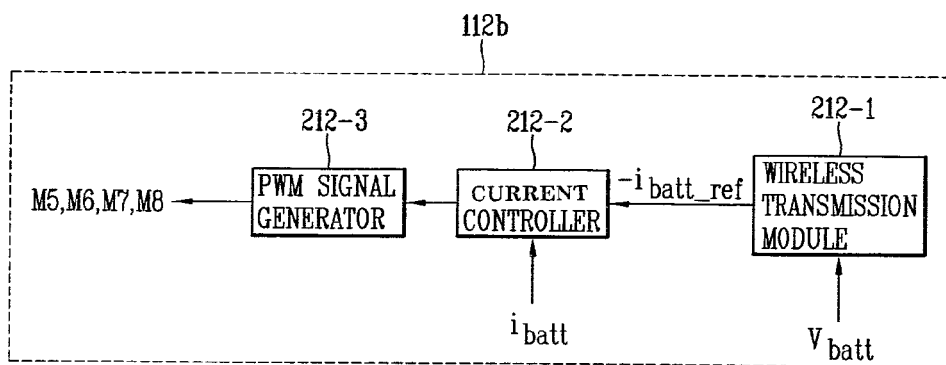 112b
212-3
212-2
212-1
M5,M6,M7,M8
PWM SIGNAL
GENERATOR
CURRENT
CONTROLLER
-i batt_ref
WIRELESS
TRANSMISSION
MODULE
i batt
V batt